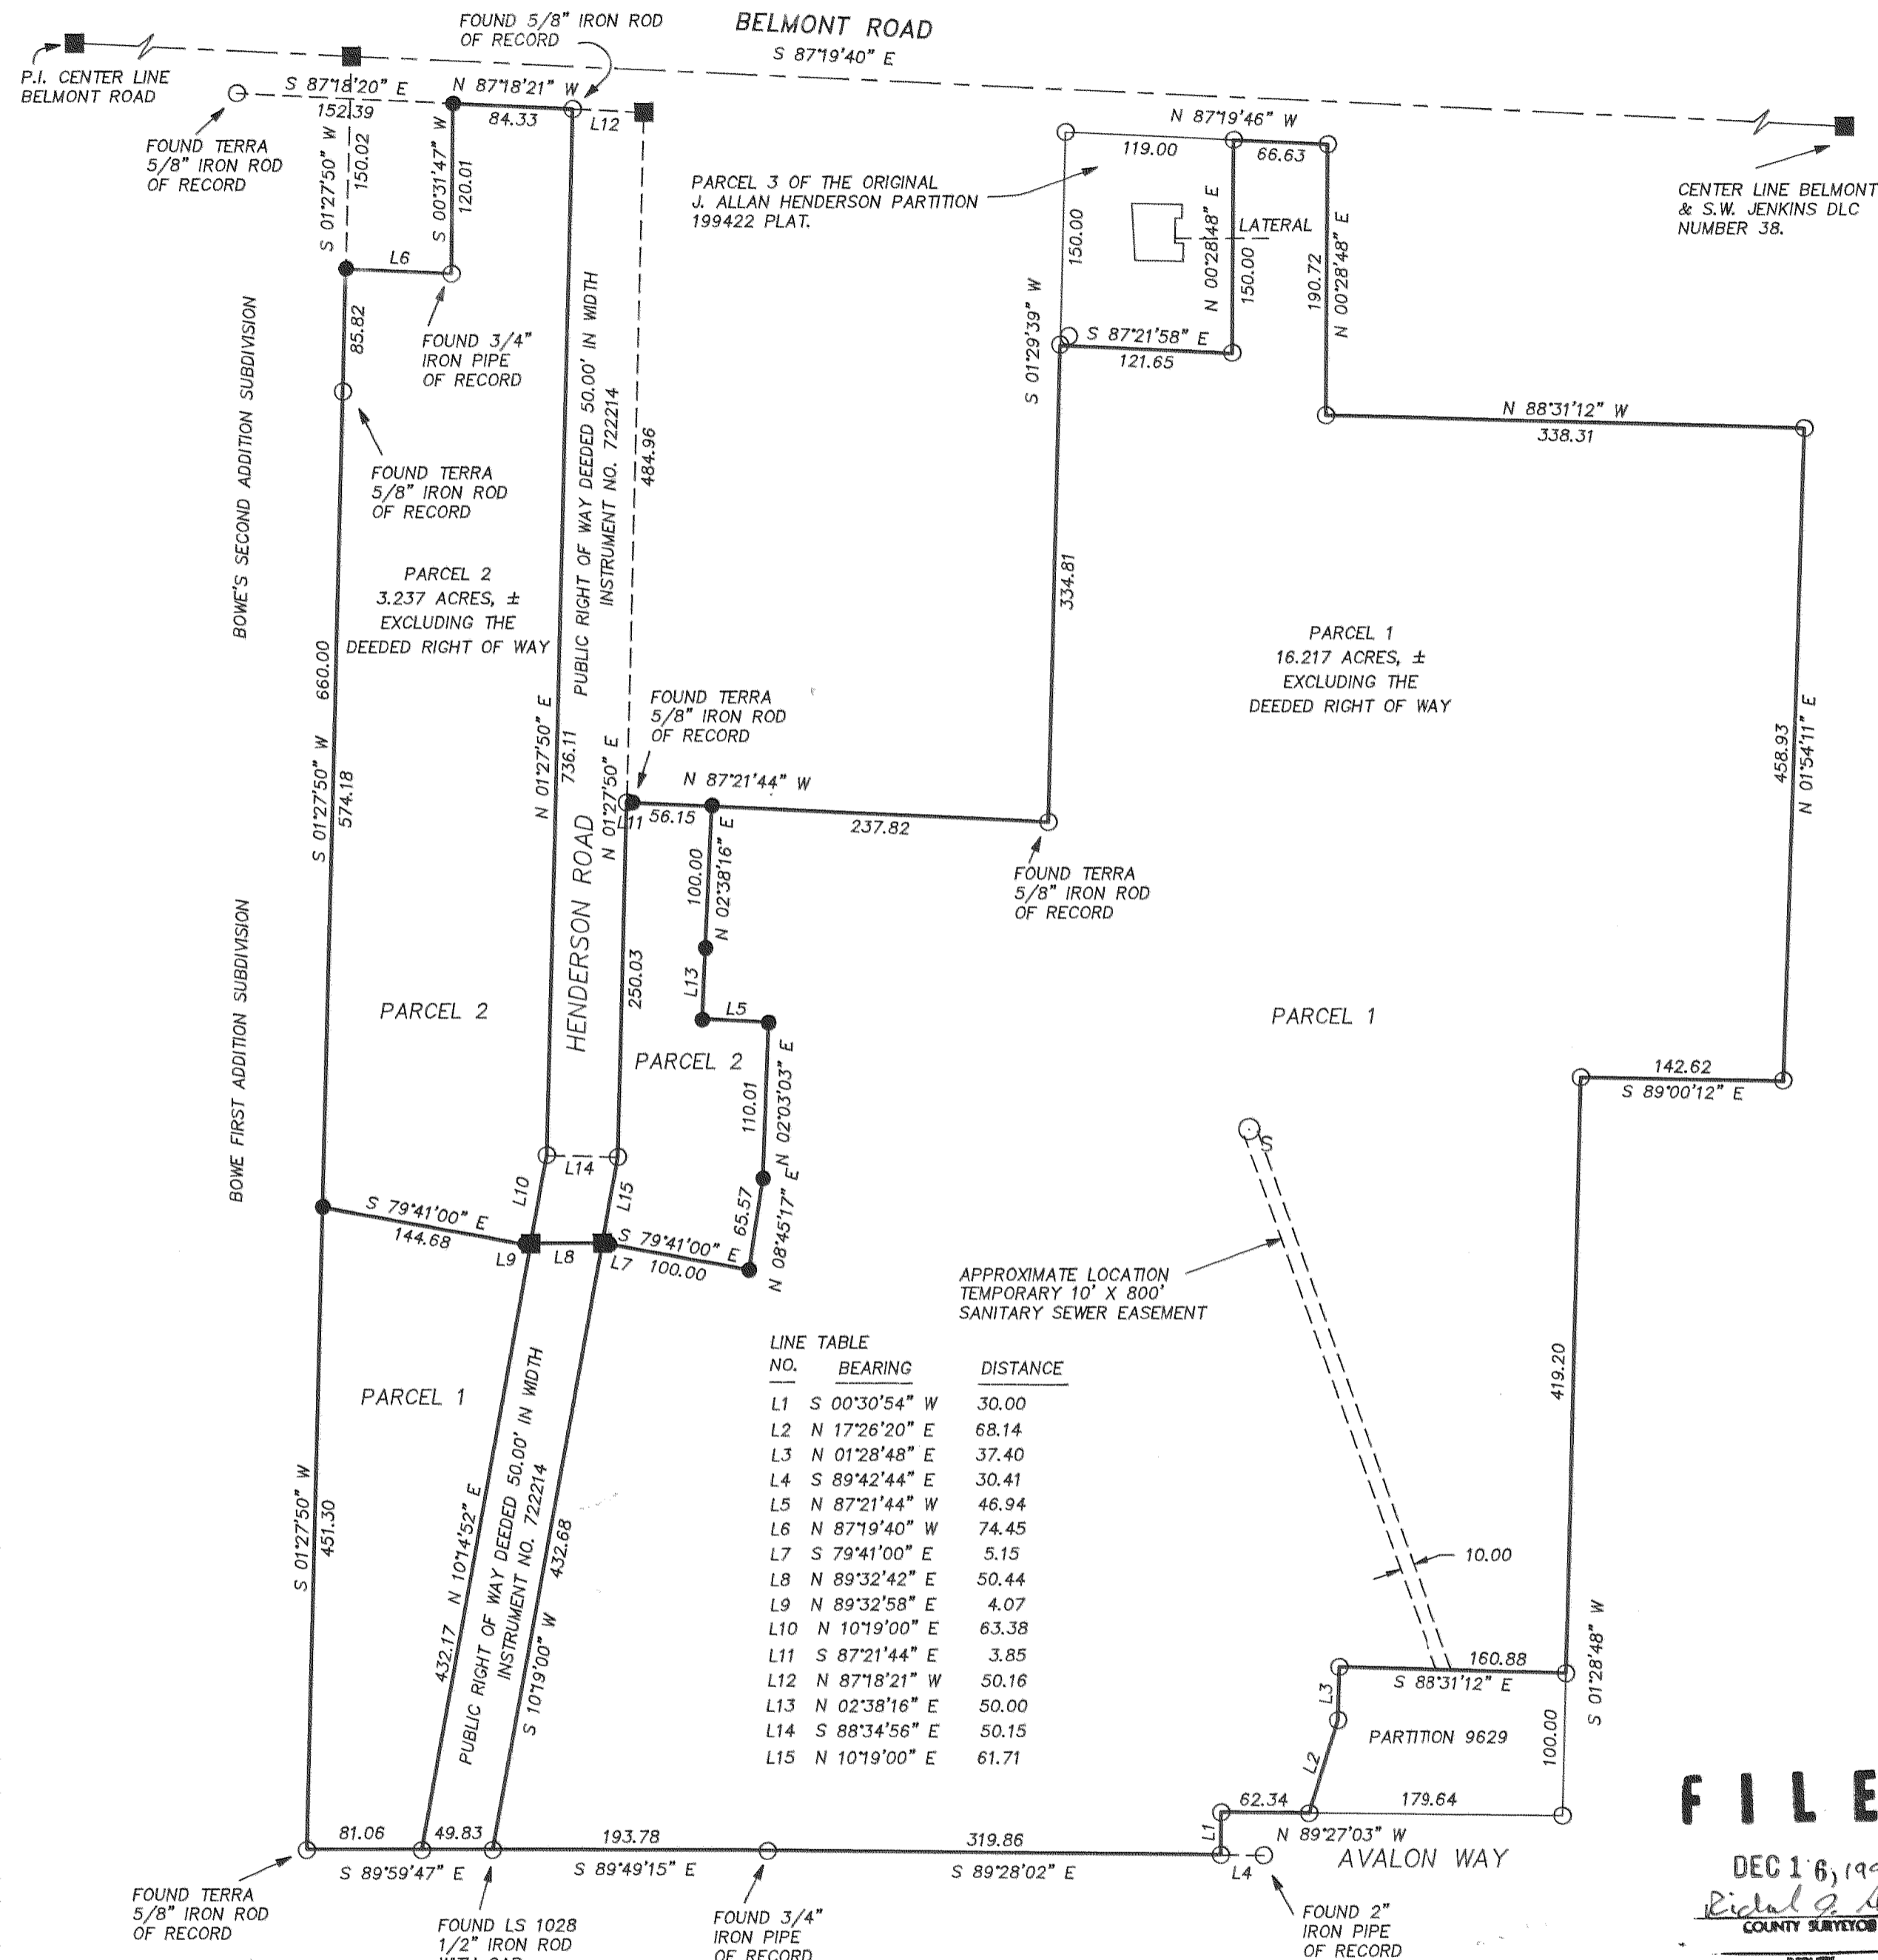 FOUND 5/8" IRON ROD
OF RECORD
BELMONT ROAD
S 87°19'40" E
P.I. CENTER LINE
BELMONT ROAD
S 87°18'20" E
152.39
N 87°18'21" W
84.33
L12
FOUND TERRA
5/8" IRON ROD
OF RECORD
S 01°27'50" W
150.02
S 00°31'47" W
120.01
L6
FOUND 3/4"
IRON PIPE
OF RECORD
85.82
FOUND TERRA
5/8" IRON ROD
OF RECORD
BOWE'S SECOND ADDITION SUBDIVISION
PARCEL 2
3.237 ACRES, ±
EXCLUDING THE
DEEDED RIGHT OF WAY
PUBLIC RIGHT OF WAY DEEDED 50.00' IN WIDTH
INSTRUMENT NO. 722214
484.96
N 87°19'46" W
119.00
66.63
PARCEL 3 OF THE ORIGINAL
J. ALLAN HENDERSON PARTITION
199422 PLAT.
150.00
N 00°28'48" E
150.00
LATERAL
190.72
N 00°28'48" E
CENTER LINE BELMONT
& S.W. JENKINS DLC
NUMBER 38.
S 01°29'39" W
S 87°21'58" E
121.65
N 88°31'12" W
338.31
334.81
PARCEL 1
16.217 ACRES, ±
EXCLUDING THE
DEEDED RIGHT OF WAY
458.93
N 01°54'11" E
660.00
S 01°27'50" W
574.18
N 01°27'50" E
736.11
FOUND TERRA
5/8" IRON ROD
OF RECORD
N 01°27'50" E
L11
56.15
N 87°21'44" W
237.82
FOUND TERRA
5/8" IRON ROD
OF RECORD
HENDERSON ROAD
100.00
N 02°38'16" E
250.03
L13
L5
BOWE FIRST ADDITION SUBDIVISION
PARCEL 2
PARCEL 2
PARCEL 1
110.01
N 02°03'03" E
142.62
S 89°00'12" E
L14
L10
L15
65.57
N 08°45'17" E
S 79°41'00" E
144.68
L9
L8
L7
S 79°41'00" E
100.00
S
APPROXIMATE LOCATION
TEMPORARY 10' X 800'
SANITARY SEWER EASEMENT
419.20
S 01°28'48" W
10.00
PARCEL 1
S 01°27'50" W
451.30
432.17
N 10°14'52" E
PUBLIC RIGHT OF WAY DEEDED 50.00' IN WIDTH
INSTRUMENT NO. 722214
432.68
S 10°19'00" W
LINE TABLE
NO. BEARING DISTANCE
L1 S 00°30'54" W 30.00
L2 N 17°26'20" E 68.14
L3 N 01°28'48" E 37.40
L4 S 89°42'44" E 30.41
L5 N 87°21'44" W 46.94
L6 N 87°19'40" W 74.45
L7 S 79°41'00" E 5.15
L8 N 89°32'42" E 50.44
L9 N 89°32'58" E 4.07
L10 N 10°19'00" E 63.38
L11 S 87°21'44" E 3.85
L12 N 87°18'21" W 50.16
L13 N 02°38'16" E 50.00
L14 S 88°34'56" E 50.15
L15 N 10°19'00" E 61.71
160.88
S 88°31'12" E
L3
PARTITION 9629
100.00
L2
62.34
179.64
N 89°27'03" W
L1
L4
AVALON WAY
81.06
49.83
193.78
319.86
S 89°59'47" E
S 89°49'15" E
S 89°28'02" E
FOUND TERRA
5/8" IRON ROD
OF RECORD
FOUND LS 1028
1/2" IRON ROD
FOUND 3/4"
IRON PIPE
OF RECORD
FOUND 2"
IRON PIPE
OF RECORD
FILE
DEC 16, 199
COUNTY SURVEYOR